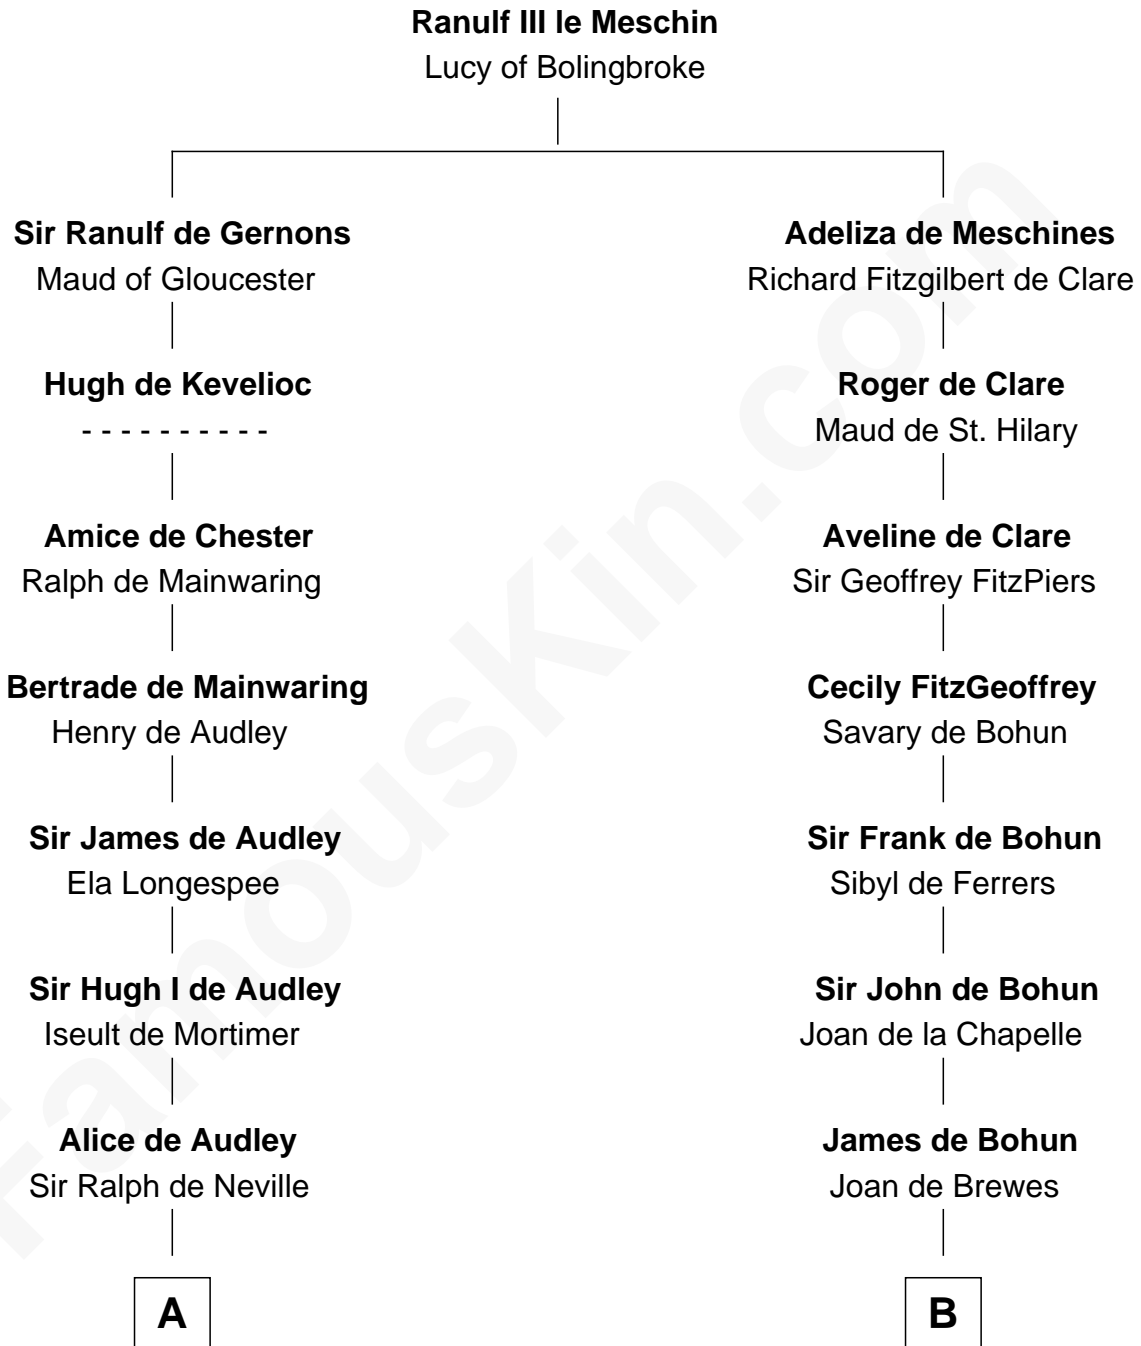 Ranulf III le Meschin
Lucy of Bolingbroke
Sir Ranulf de Gernons
Maud of Gloucester
Hugh de Kevelioc
- - - - - - - - - -
Amice de Chester
Ralph de Mainwaring
Bertrade de Mainwaring
Henry de Audley
Sir James de Audley
Ela Longespee
Sir Hugh I de Audley
Iseult de Mortimer
Alice de Audley
Sir Ralph de Neville
A
Adeliza de Meschines
Richard Fitzgilbert de Clare
Roger de Clare
Maud de St. Hilary
Aveline de Clare
Sir Geoffrey FitzPiers
Cecily FitzGeoffrey
Savary de Bohun
Sir Frank de Bohun
Sibyl de Ferrers
Sir John de Bohun
Joan de la Chapelle
James de Bohun
Joan de Brewes
B
FamousKin.com